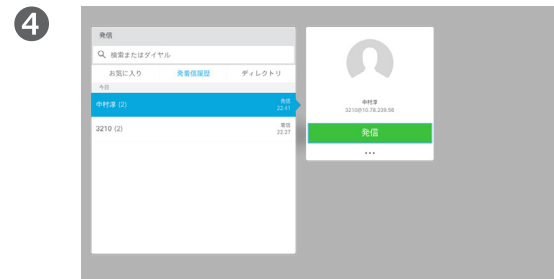 4
発信
検索またはダイヤル
お気に入り 発着信履歴 ディレクトリ
今日
中村淳 (2) 発信 22:41
3210 (2) 着信 22:27
中村淳
3210@10.74.236.56
発信
...